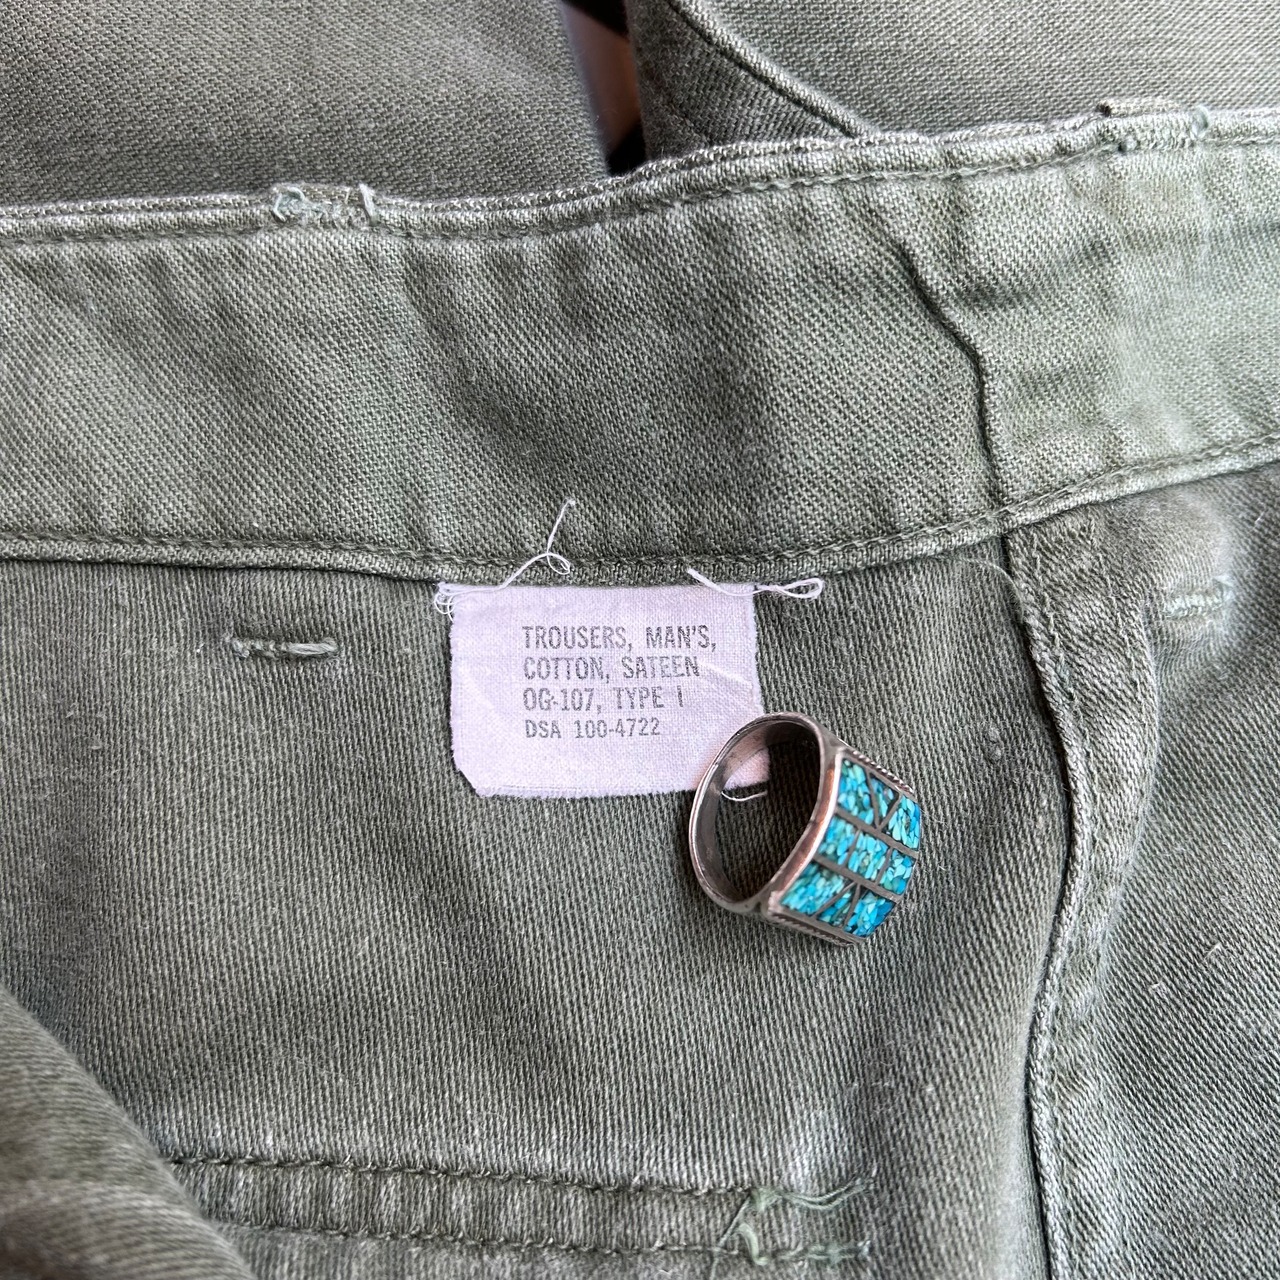 TROUSERS, MAN'S,
COTTON, SATEEN
OG-107, TYPE I
DSA 100-4722